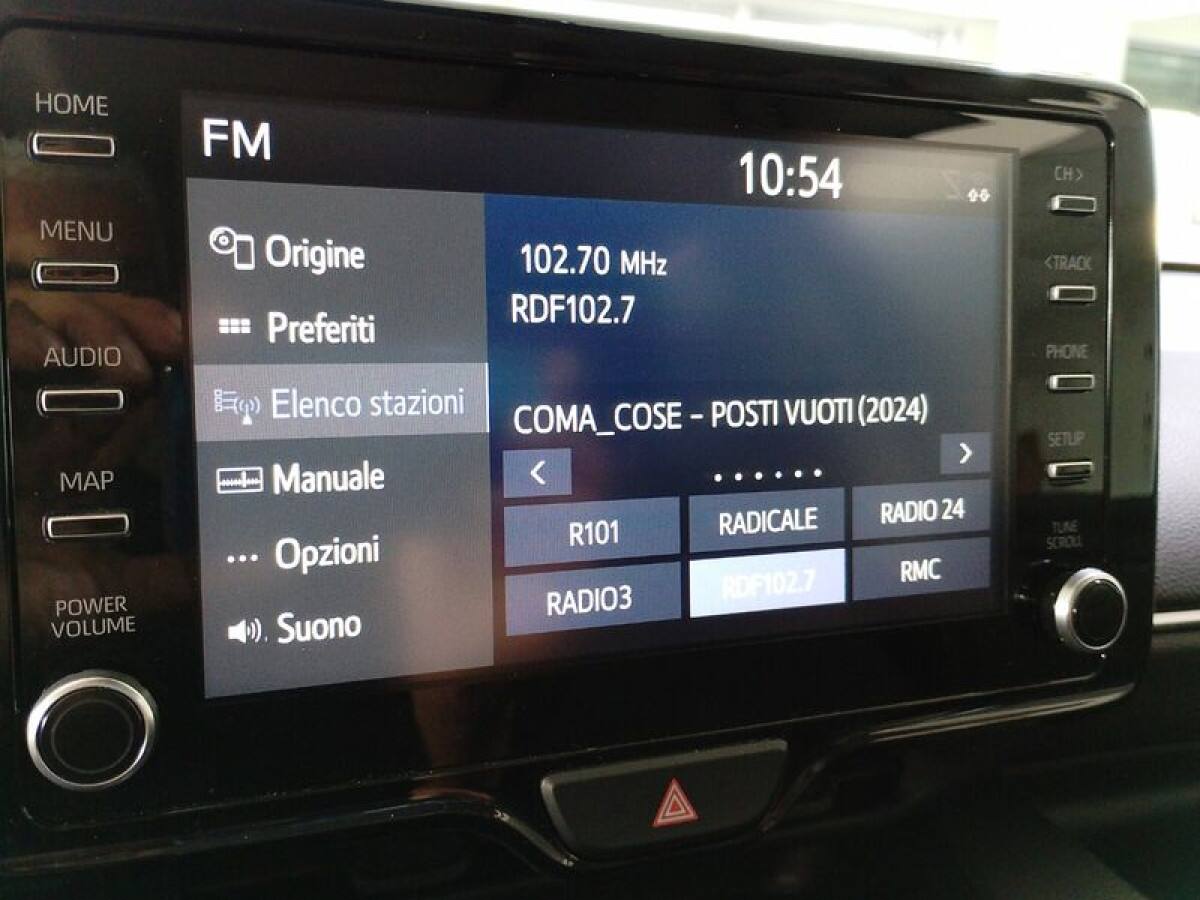 HOME
MENU
AUDIO
MAP
POWER
VOLUME
FM
10:54
Origine
Preferiti
Elenco stazioni
Manuale
... Opzioni
Suono
102.70 MHz
RDF102.7
COMA_COSE - POSTI VUOTI (2024)
<
>
R101
RADICALE
RADIO 24
RADIO3
RDF102.7
RMC
CH >
< TRACK
PHONE
SETUP
TUNE
SCROLL